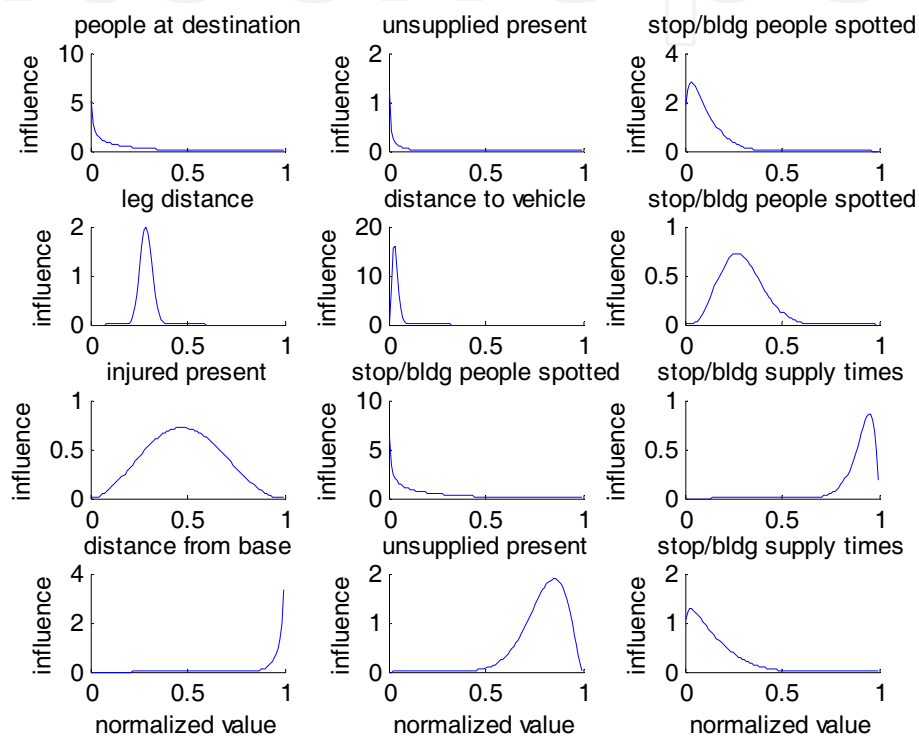 people at destination unsupplied present stop/bldg people spotted
10 2 4
influence 5 influence 1 influence 2
0 0 0
0 0.5 1 0 0.5 1 0 0.5 1
leg distance distance to vehicle stop/bldg people spotted
2 20 1
influence 1 influence 10 influence 0.5
0 0 0
0 0.5 1 0 0.5 1 0 0.5 1
injured present stop/bldg people spotted stop/bldg supply times
1 10 1
influence 0.5 influence 5 influence 0.5
0 0 0
0 0.5 1 0 0.5 1 0 0.5 1
distance from base unsupplied present stop/bldg supply times
4 2 2
influence 2 influence 1 influence 1
0 0 0
0 0.5 1 0 0.5 1 0 0.5 1
normalized value normalized value normalized value